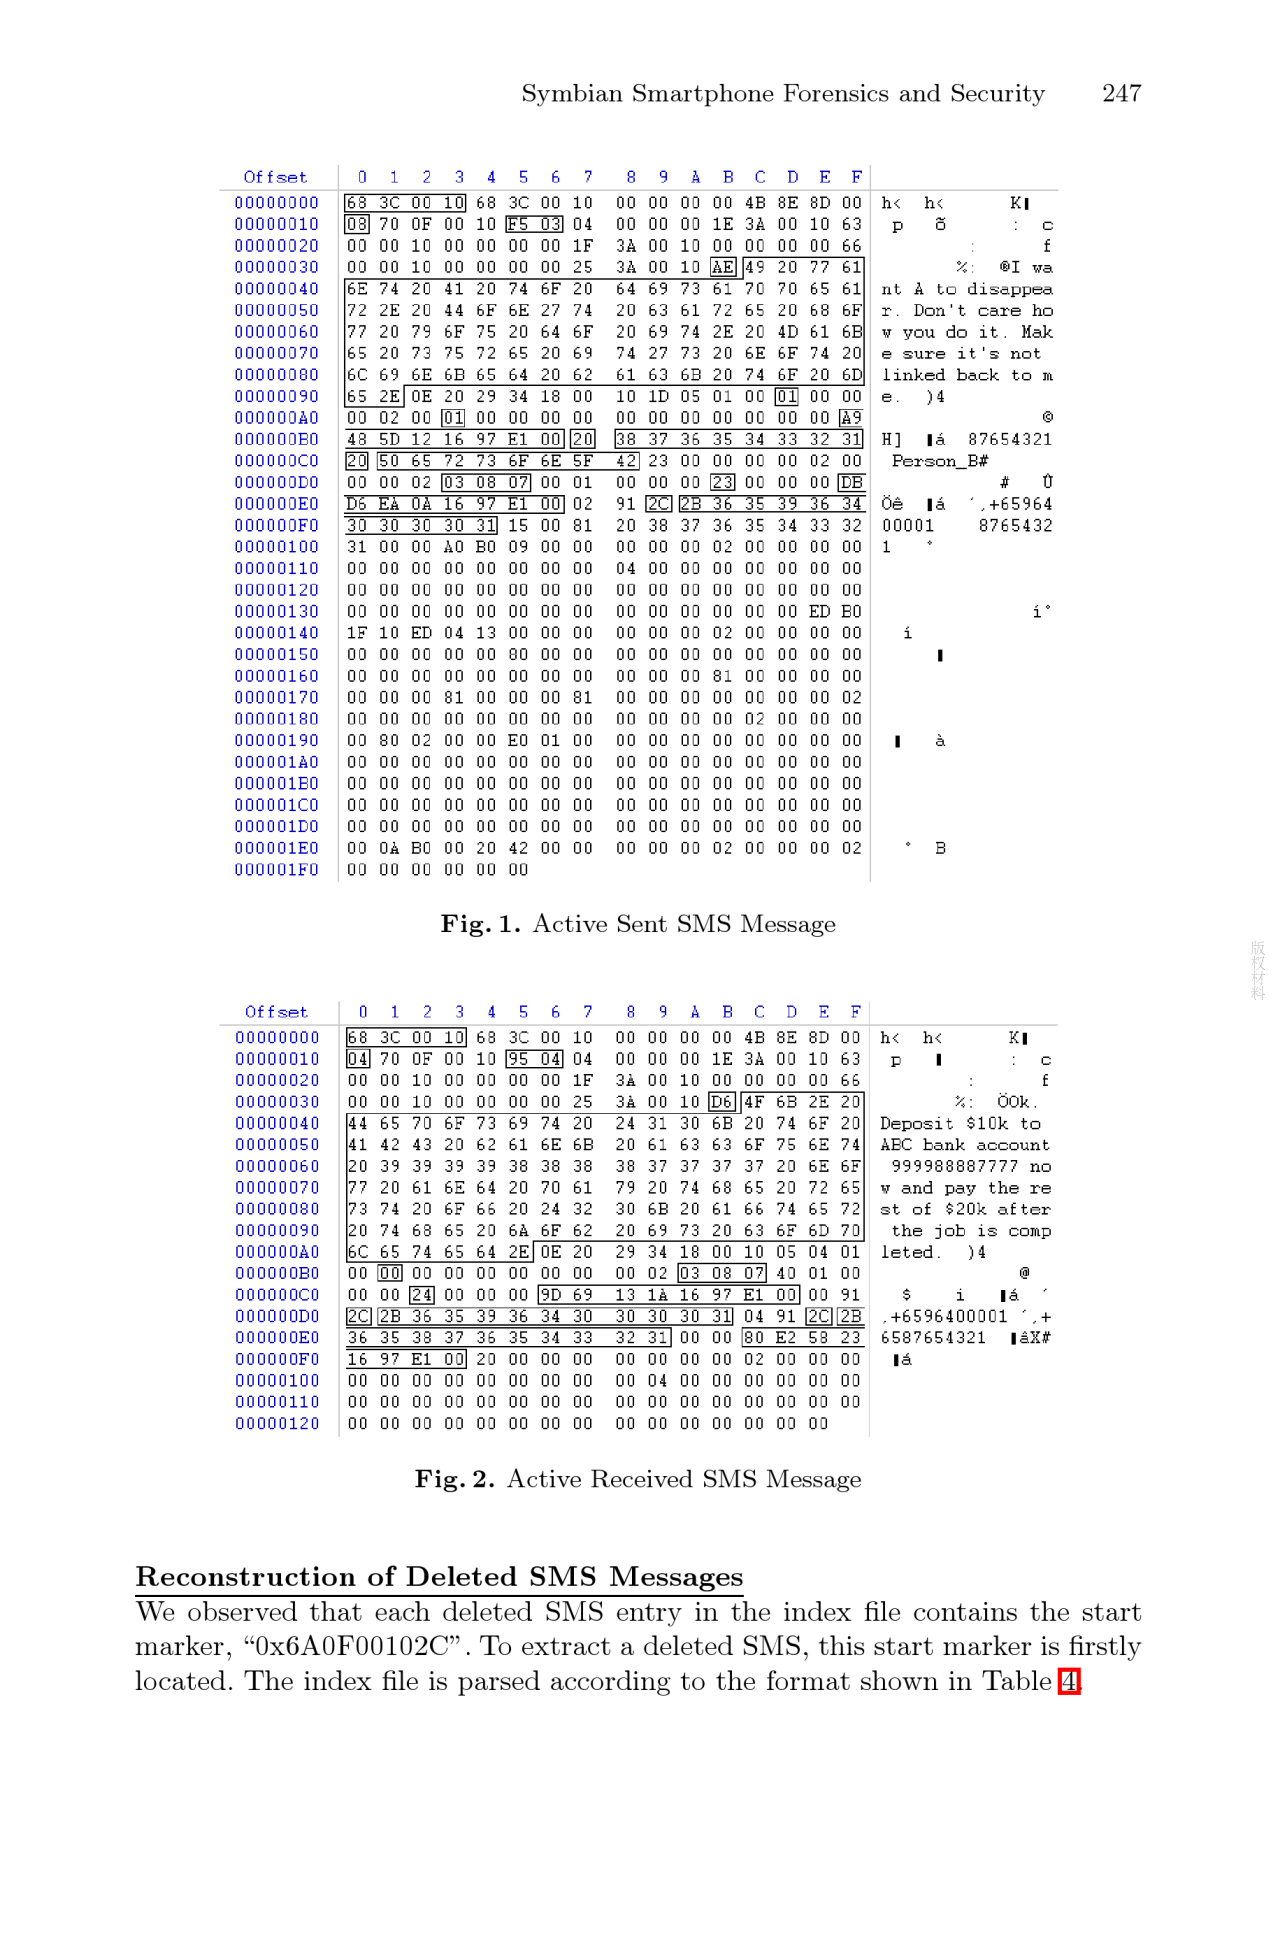 Symbian Smartphone Forensics and Security 247
Offset 0 1 2 3 4 5 6 7 8 9 A B C D E F
00000000 68 3C 00 10 68 3C 00 10 00 00 00 00 4B 8E 8D 00 h< h< K
00000010 08 70 0F 00 10 F5 03 04 00 00 00 1E 3A 00 10 63 p õ : c
00000020 00 00 10 00 00 00 00 1F 3A 00 10 00 00 00 00 66 : f
00000030 00 00 10 00 00 00 00 25 3A 00 10 AE 49 20 77 61 %: ®I wa
00000040 6E 74 20 41 20 74 6F 20 64 69 73 61 70 70 65 61 nt A to disappea
00000050 72 2E 20 44 6F 6E 27 74 20 63 61 72 65 20 68 6F r. Don't care ho
00000060 77 20 79 6F 75 20 64 6F 20 69 74 2E 20 4D 61 6B w you do it. Mak
00000070 65 20 73 75 72 65 20 69 74 27 73 20 6E 6F 74 20 e sure it's not
00000080 6C 69 6E 6B 65 64 20 62 61 63 6B 20 74 6F 20 6D linked back to m
00000090 65 2E 0E 20 29 34 18 00 10 1D 05 01 00 01 00 00 e. )4
000000A0 00 02 00 01 00 00 00 00 00 00 00 00 00 00 00 A9 ©
000000B0 48 5D 12 16 97 E1 00 20 38 37 36 35 34 33 32 31 H] á 87654321
000000C0 20 50 65 72 73 6F 6E 5F 42 23 00 00 00 00 02 00 Person_B#
000000D0 00 00 02 03 08 07 00 01 00 00 00 23 00 00 00 DB # Û
000000E0 D6 EA 0A 16 97 E1 00 02 91 2C 2B 36 35 39 36 34 Öê á ´,+65964
000000F0 30 30 30 30 31 15 00 81 20 38 37 36 35 34 33 32 00001 8765432
00000100 31 00 00 A0 B0 09 00 00 00 00 00 02 00 00 00 00 1 °
00000110 00 00 00 00 00 00 00 00 04 00 00 00 00 00 00 00
00000120 00 00 00 00 00 00 00 00 00 00 00 00 00 00 00 00
00000130 00 00 00 00 00 00 00 00 00 00 00 00 00 00 ED B0 í°
00000140 1F 10 ED 04 13 00 00 00 00 00 00 02 00 00 00 00 í
00000150 00 00 00 00 00 80 00 00 00 00 00 00 00 00 00 00
00000160 00 00 00 00 00 00 00 00 00 00 00 81 00 00 00 00
00000170 00 00 00 81 00 00 00 81 00 00 00 00 00 00 00 02
00000180 00 00 00 00 00 00 00 00 00 00 00 00 02 00 00 00
00000190 00 80 02 00 00 E0 01 00 00 00 00 00 00 00 00 00 à
000001A0 00 00 00 00 00 00 00 00 00 00 00 00 00 00 00 00
000001B0 00 00 00 00 00 00 00 00 00 00 00 00 00 00 00 00
000001C0 00 00 00 00 00 00 00 00 00 00 00 00 00 00 00 00
000001D0 00 00 00 00 00 00 00 00 00 00 00 00 00 00 00 00
000001E0 00 0A B0 00 20 42 00 00 00 00 00 02 00 00 00 02 ° B
000001F0 00 00 00 00 00 00
Fig. 1. Active Sent SMS Message
版权材料
Offset 0 1 2 3 4 5 6 7 8 9 A B C D E F
00000000 68 3C 00 10 68 3C 00 10 00 00 00 00 4B 8E 8D 00 h< h< K
00000010 04 70 0F 00 10 95 04 04 00 00 00 1E 3A 00 10 63 p : c
00000020 00 00 10 00 00 00 00 1F 3A 00 10 00 00 00 00 66 : f
00000030 00 00 10 00 00 00 00 25 3A 00 10 D6 4F 6B 2E 20 %: ÖOk.
00000040 44 65 70 6F 73 69 74 20 24 31 30 6B 20 74 6F 20 Deposit $10k to
00000050 41 42 43 20 62 61 6E 6B 20 61 63 63 6F 75 6E 74 ABC bank account
00000060 20 39 39 39 39 38 38 38 38 37 37 37 37 20 6E 6F 999988887777 no
00000070 77 20 61 6E 64 20 70 61 79 20 74 68 65 20 72 65 w and pay the re
00000080 73 74 20 6F 66 20 24 32 30 6B 20 61 66 74 65 72 st of $20k after
00000090 20 74 68 65 20 6A 6F 62 20 69 73 20 63 6F 6D 70 the job is comp
000000A0 6C 65 74 65 64 2E 0E 20 29 34 18 00 10 05 04 01 leted. )4
000000B0 00 00 00 00 00 00 00 00 00 02 03 08 07 40 01 00 @
000000C0 00 00 24 00 00 00 9D 69 13 1A 16 97 E1 00 00 91 $ i á ´
000000D0 2C 2B 36 35 39 36 34 30 30 30 30 31 04 91 2C 2B ,+6596400001 ´,+
000000E0 36 35 38 37 36 35 34 33 32 31 00 00 80 E2 58 23 6587654321 âX#
000000F0 16 97 E1 00 20 00 00 00 00 00 00 00 02 00 00 00 á
00000100 00 00 00 00 00 00 00 00 00 04 00 00 00 00 00 00
00000110 00 00 00 00 00 00 00 00 00 00 00 00 00 00 00 00
00000120 00 00 00 00 00 00 00 00 00 00 00 00 00 00 00
Fig. 2. Active Received SMS Message
Reconstruction of Deleted SMS Messages
We observed that each deleted SMS entry in the index file contains the start
marker, “0x6A0F00102C”. To extract a deleted SMS, this start marker is firstly
located. The index file is parsed according to the format shown in Table 4.